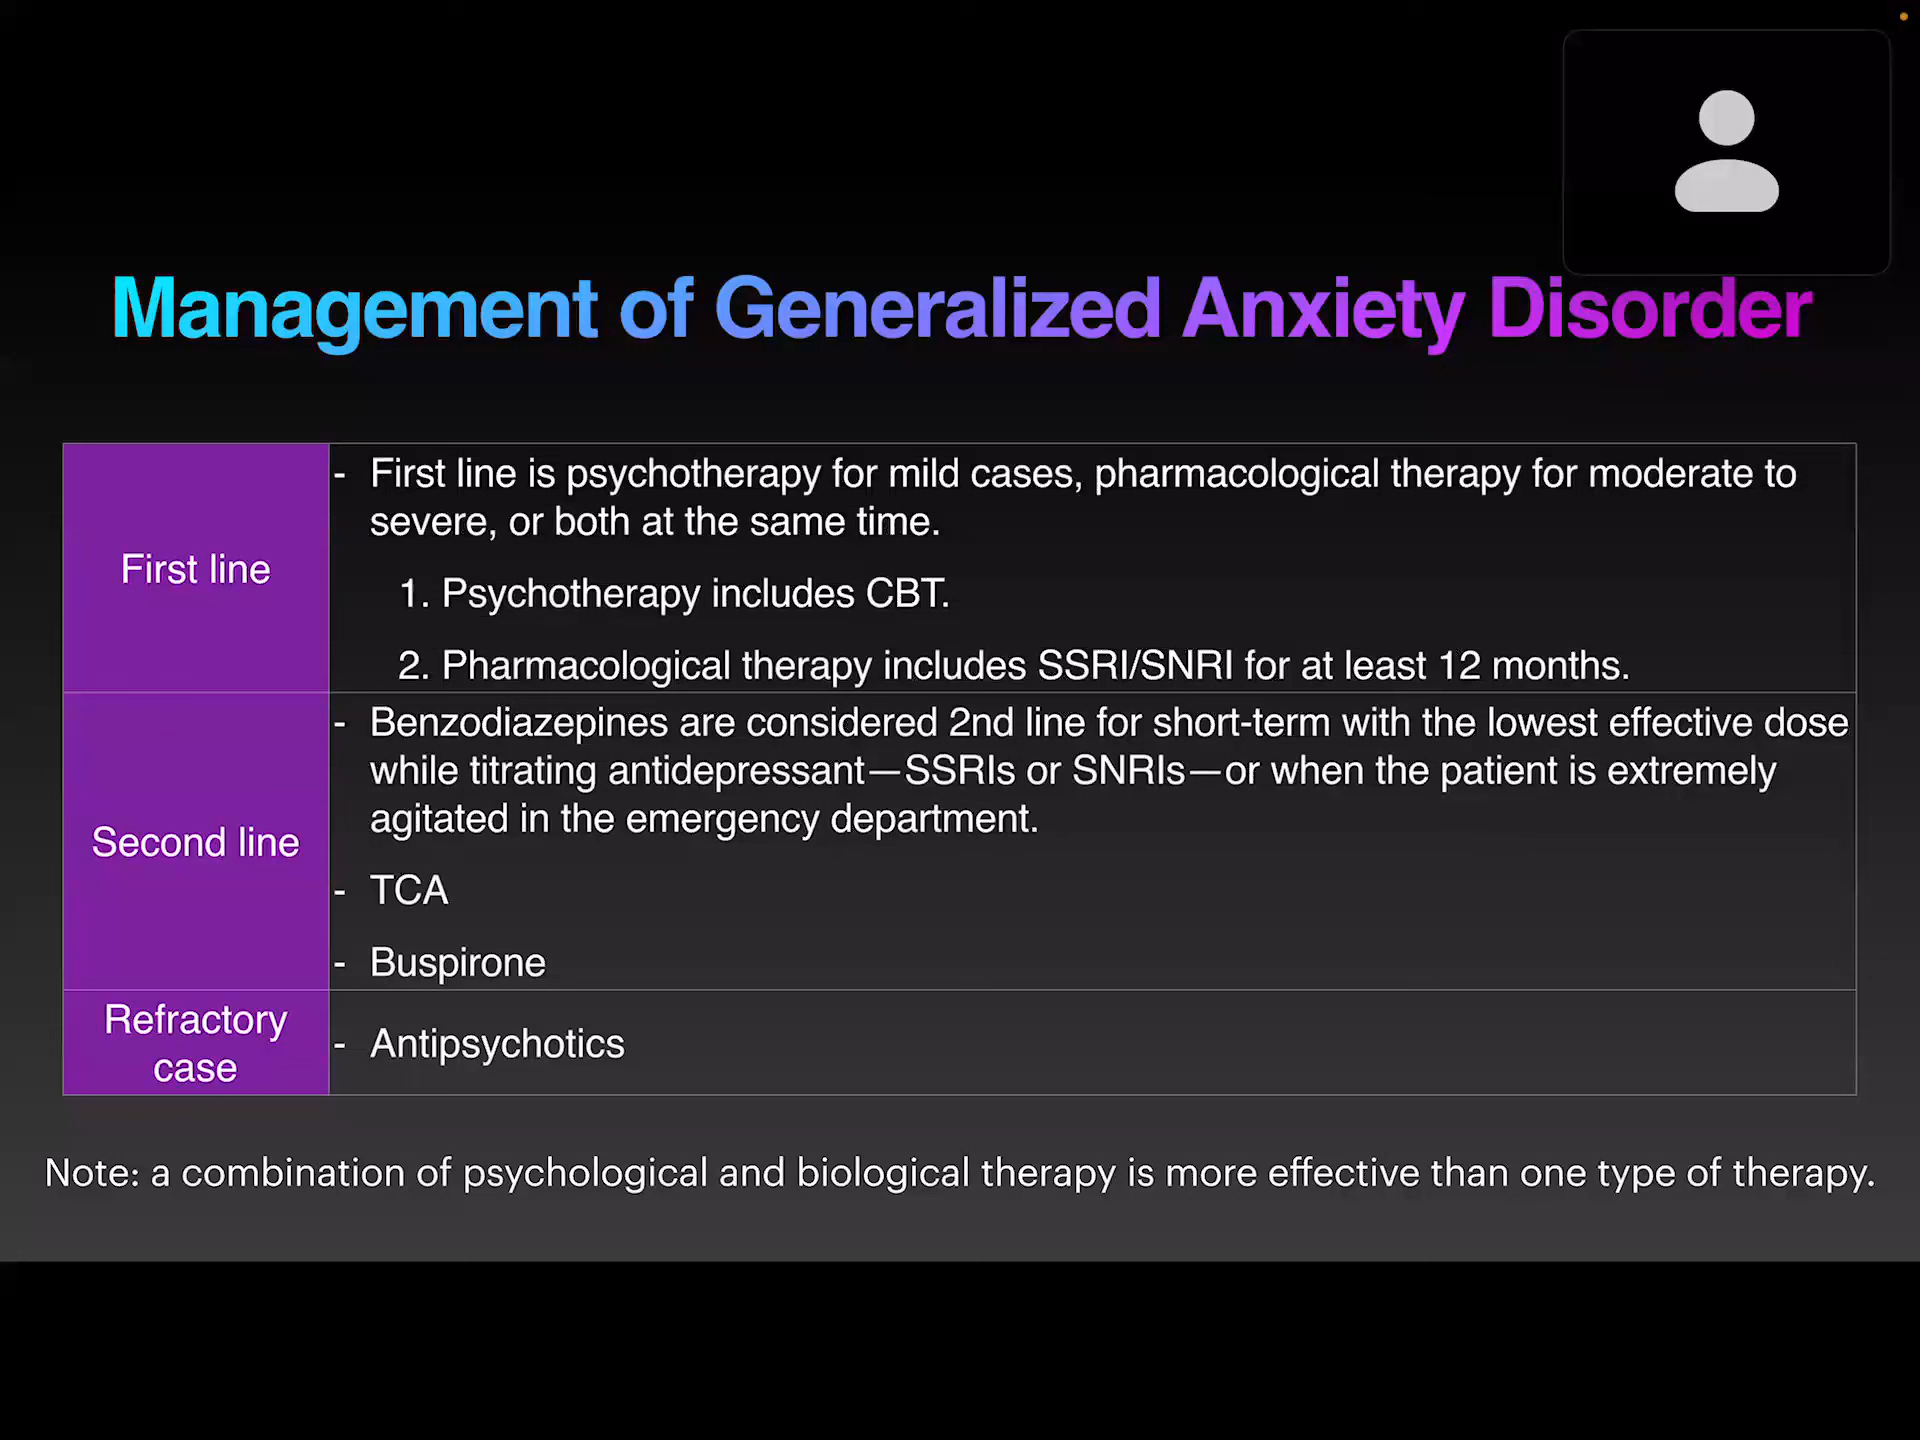 Management of Generalized Anxiety Disorder
First line
- First line is psychotherapy for mild cases, pharmacological therapy for moderate to
severe, or both at the same time.
1. Psychotherapy includes CBT.
2. Pharmacological therapy includes SSRI/SNRI for at least 12 months.
Second line
- Benzodiazepines are considered 2nd line for short-term with the lowest effective dose
while titrating antidepressant—SSRIs or SNRIs—or when the patient is extremely
agitated in the emergency department.
- TCA
- Buspirone
Refractory
case
- Antipsychotics
Note: a combination of psychological and biological therapy is more effective than one type of therapy.